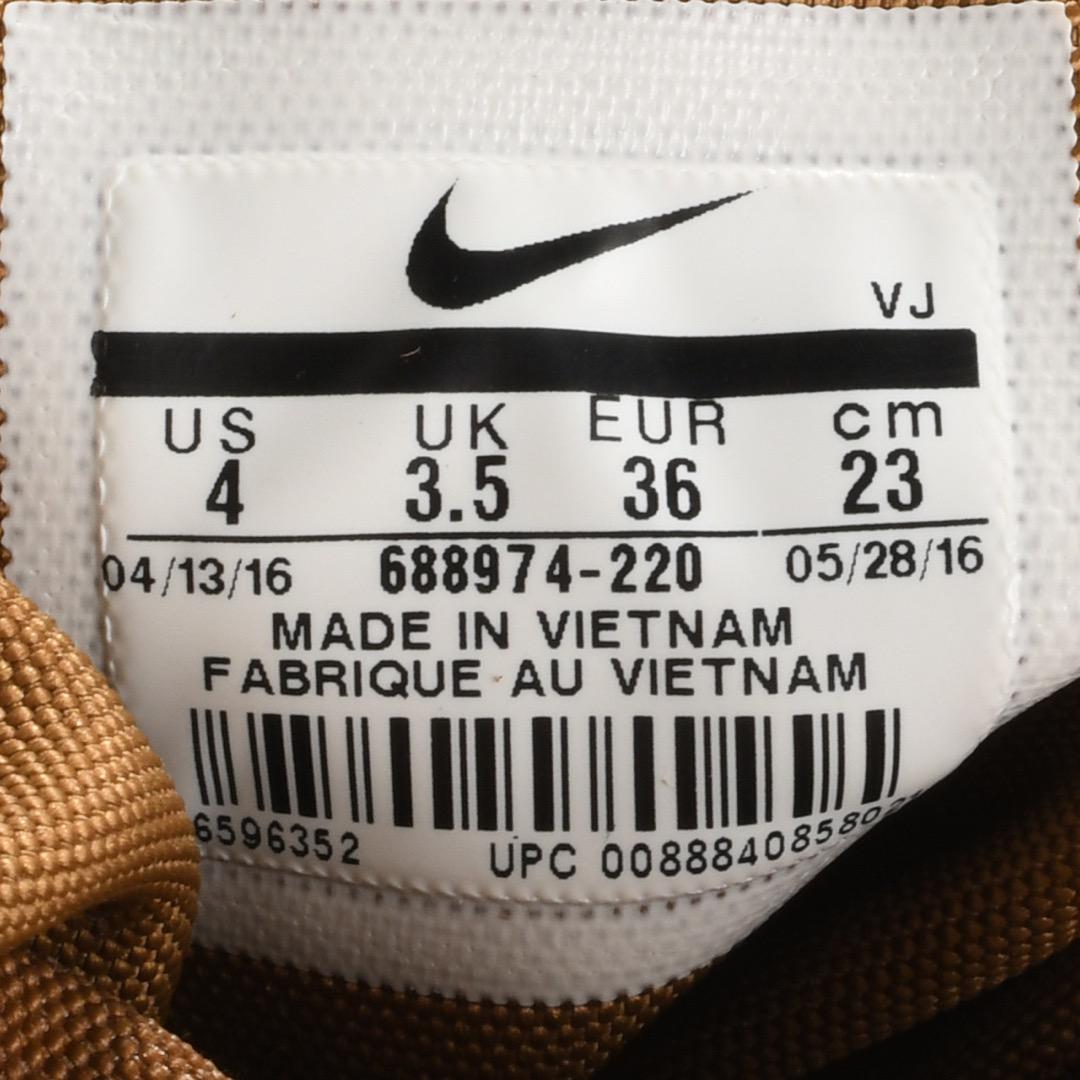 VJ
US UK EUR cm
4 3.5 36 23
04/13/16 688974-220 05/28/16
MADE IN VIETNAM
FABRIQUE AU VIETNAM
6596352 UPC